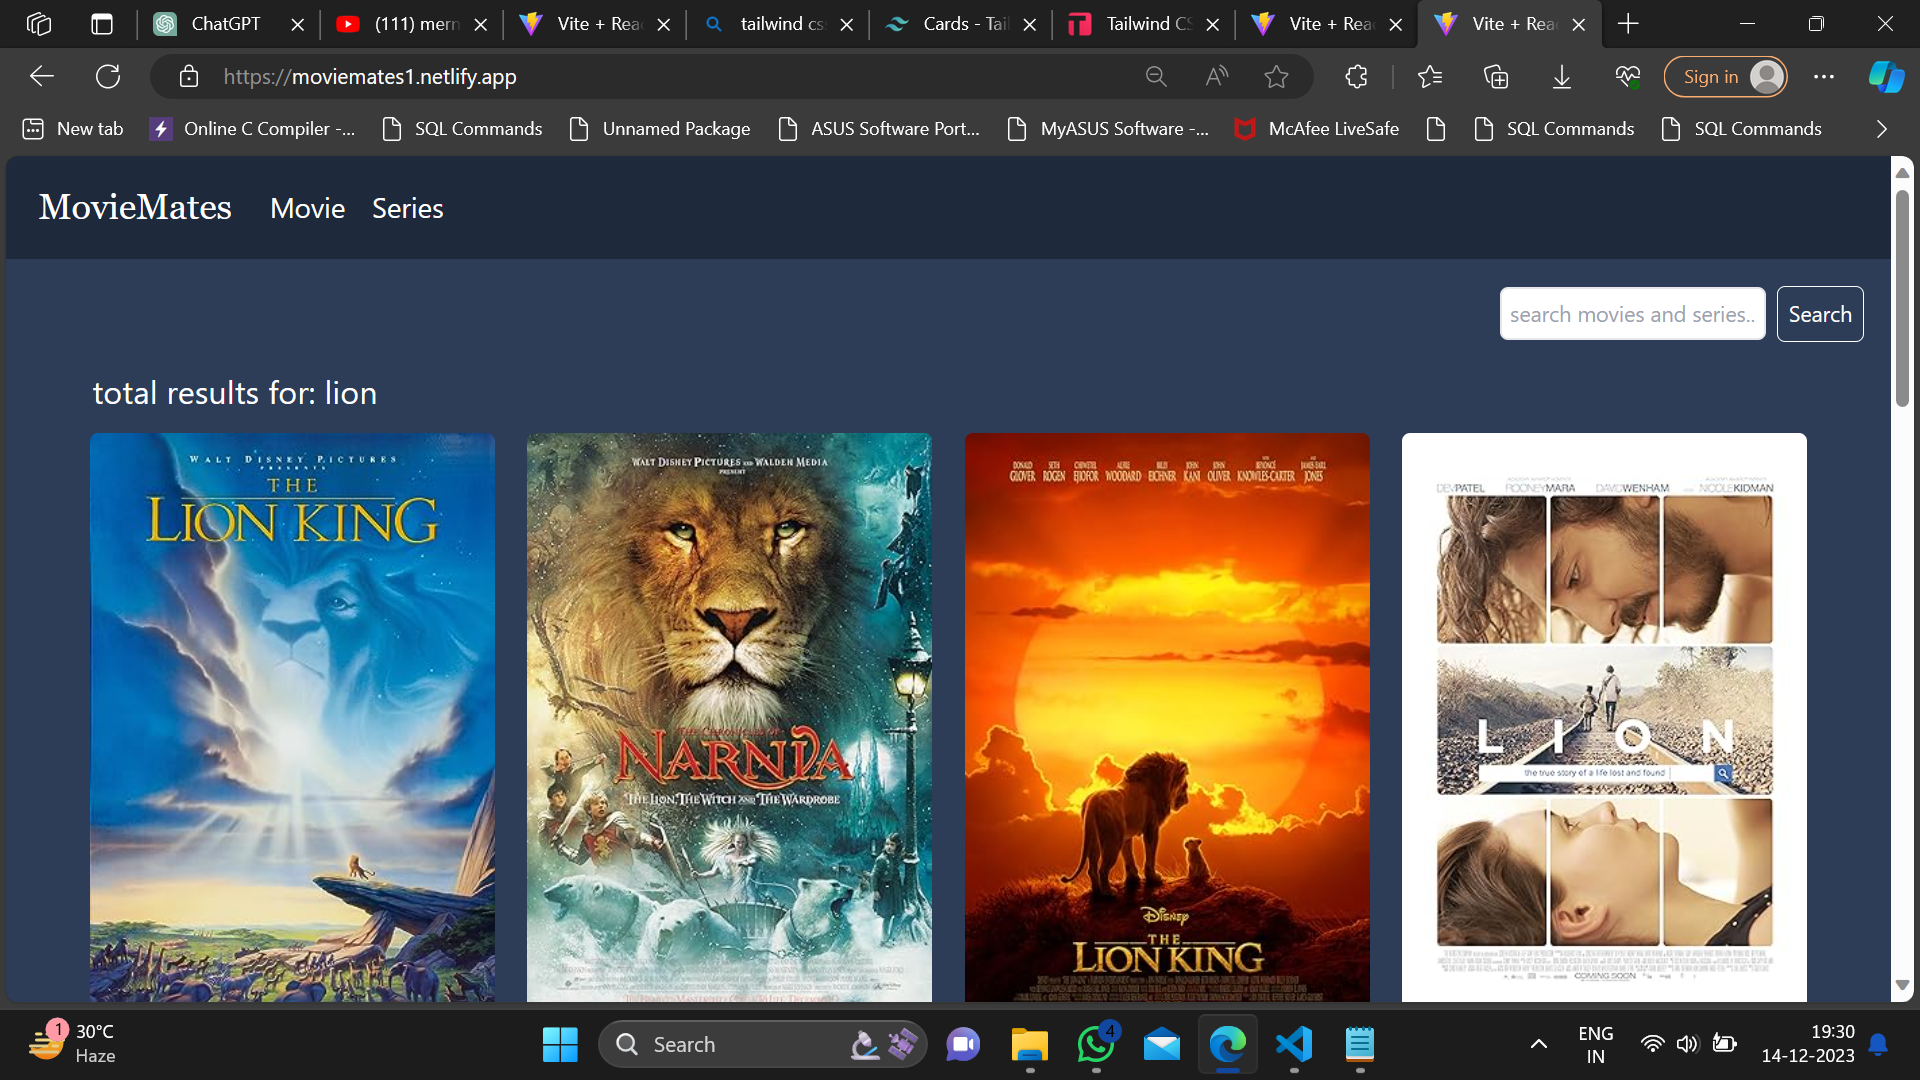 ChatGPT
(111) mern
Vite + Rea
tailwind cs
Cards - Tail
Tailwind CS
Vite + Rea
Vite + Rea
https://moviemates1.netlify.app
Sign in
New tab
Online C Compiler -...
SQL Commands
Unnamed Package
ASUS Software Port...
MyASUS Software -...
McAfee LiveSafe
SQL Commands
SQL Commands
MovieMates
Movie
Series
search movies and series..
Search
total results for: lion
WALT DISNEY PICTURES
PRESENTS
THE
LION KING
WALT DISNEY PICTURES AND WALDEN MEDIA
PRESENT
THE CHRONICLES OF
NARNIA
THE LION, THE WITCH AND THE WARDROBE
DONALD GLOVER SETH ROGEN CHIWETEL EJIOFOR ALFRE WOODARD BILLY EICHNER JOHN KANI JOHN OLIVER BEYONCÉ KNOWLES-CARTER JAMES EARL JONES
DISNEY
THE
LION KING
DEV PATEL ROONEY MARA DAVID WENHAM NICOLE KIDMAN
LION
the true story of a life lost and found
COMING SOON
1
30°C
Haze
Search
4
ENG
IN
19:30
14-12-2023